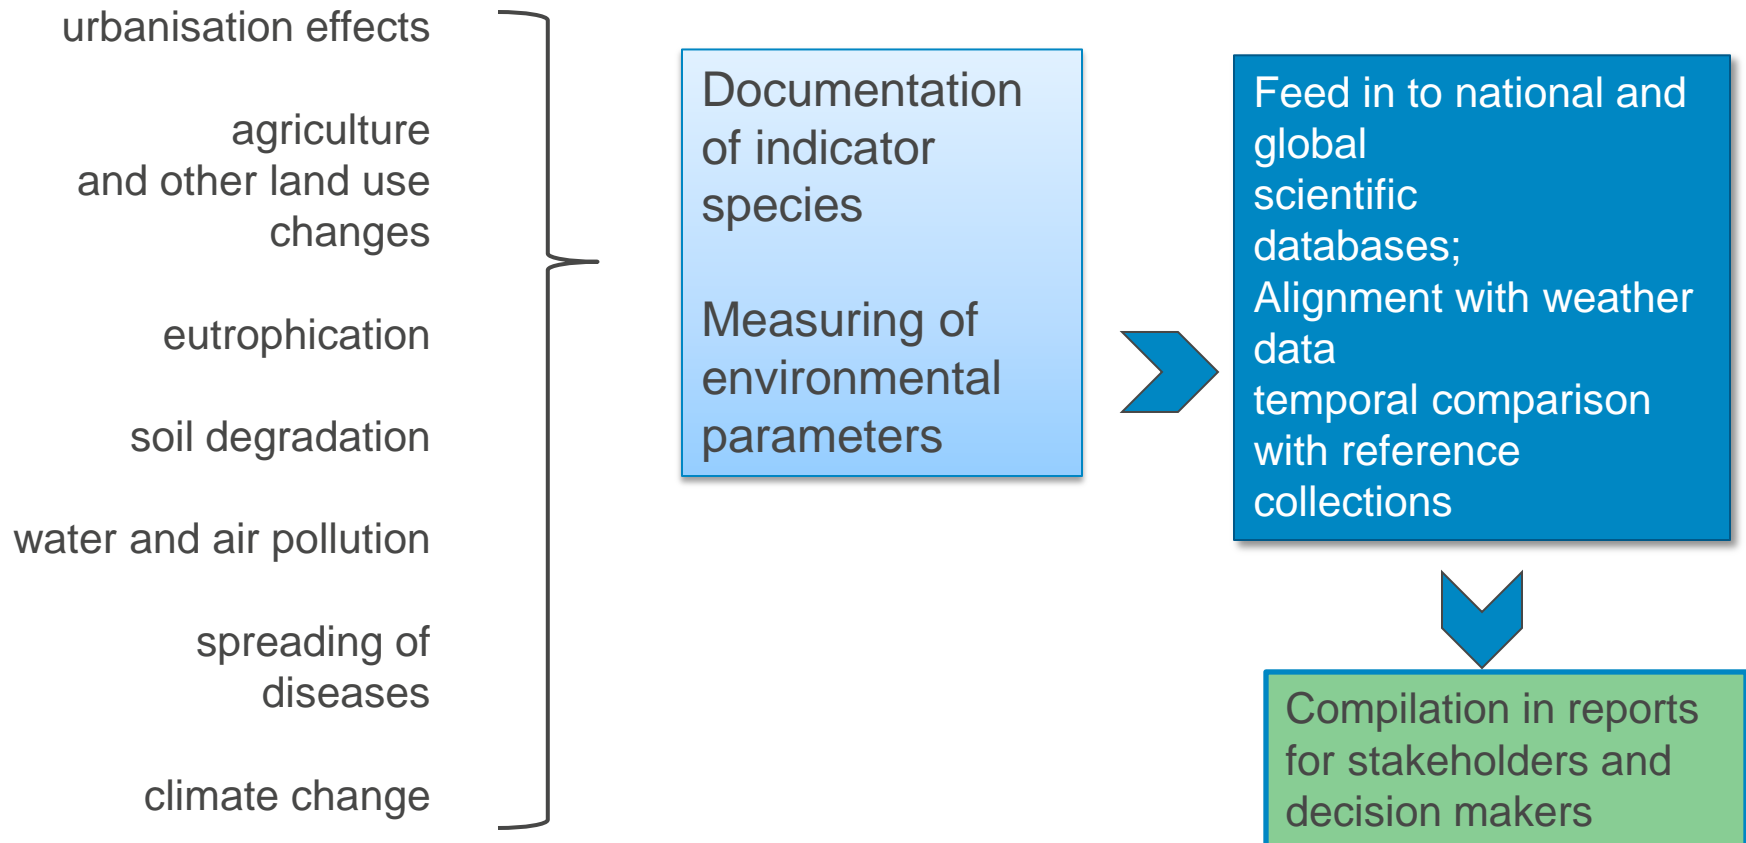 urbanisation effects
agriculture
and other land use
changes
eutrophication
soil degradation
water and air pollution
spreading of
diseases
climate change
Documentation
of indicator
species
Measuring of
environmental
parameters
Feed in to national and
global
scientific
databases;
Alignment with weather
data
temporal comparison
with reference
collections
Compilation in reports
for stakeholders and
decision makers